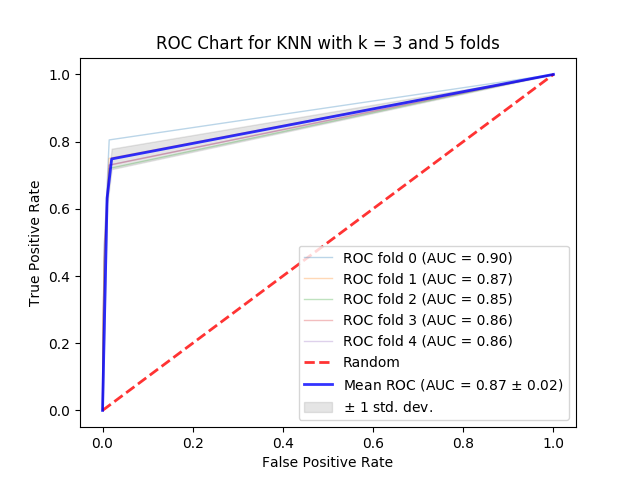 ROC Chart for KNN with k = 3 and 5 folds
1.0
0.8
0.6
0.4
0.2
0.0
True Positive Rate
0.0 0.2 0.4 0.6 0.8 1.0
False Positive Rate
ROC fold 0 (AUC = 0.90)
ROC fold 1 (AUC = 0.87)
ROC fold 2 (AUC = 0.85)
ROC fold 3 (AUC = 0.86)
ROC fold 4 (AUC = 0.86)
Random
Mean ROC (AUC = 0.87 ± 0.02)
± 1 std. dev.